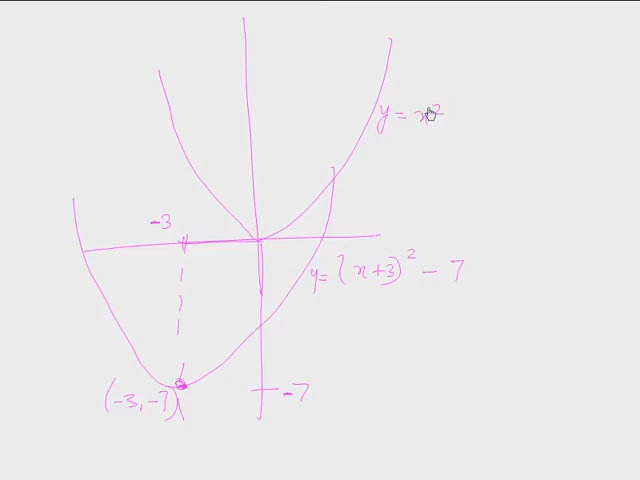 y = x²
-3
y = (x+3)² - 7
(-3, -7)
-7